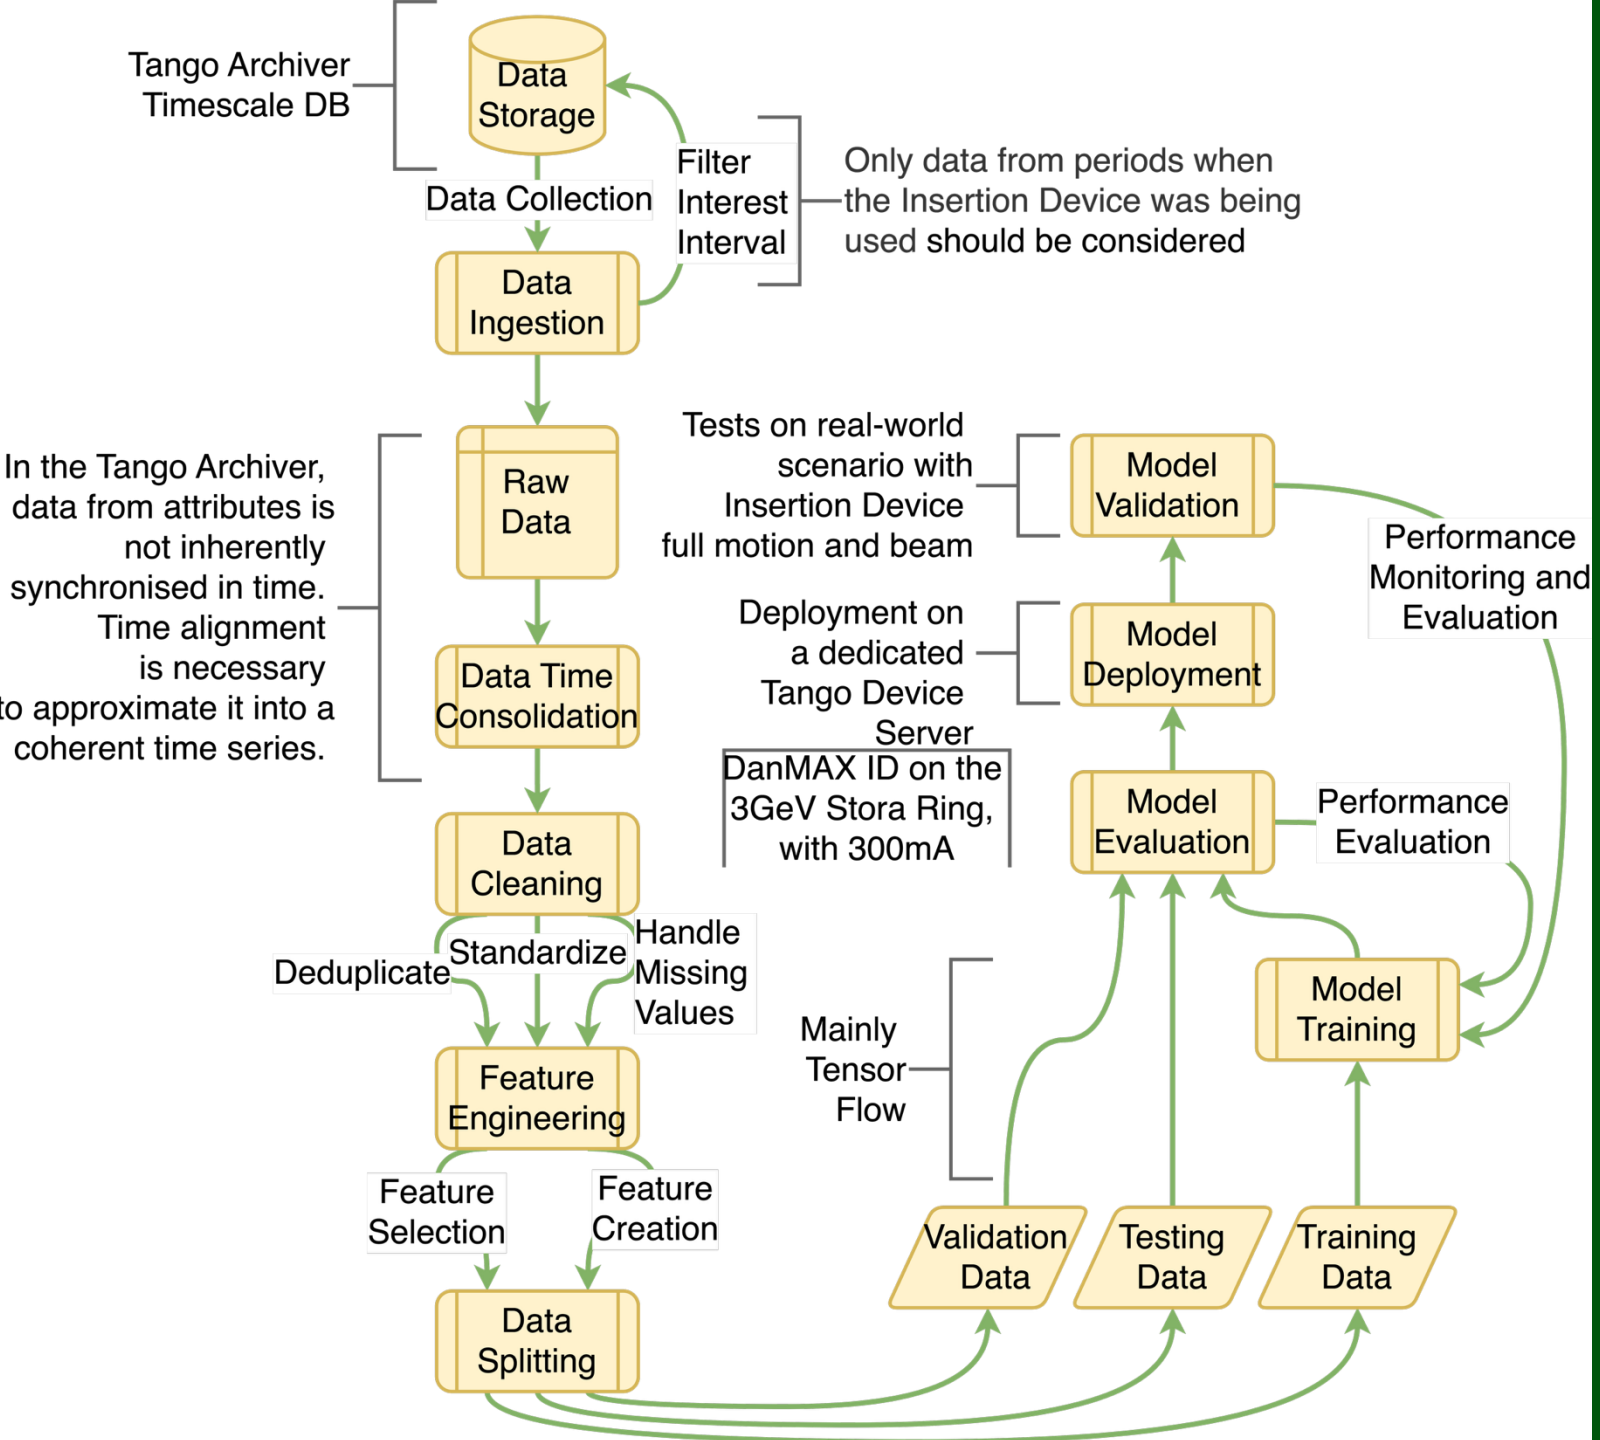 Tango Archiver
Timescale DB
Data
Storage
Data Collection
Filter
Interest
Interval
Only data from periods when
the Insertion Device was being
used should be considered
Data
Ingestion
In the Tango Archiver,
data from attributes is
not inherently
synchronised in time.
Time alignment
is necessary
to approximate it into a
coherent time series.
Raw
Data
Data Time
Consolidation
Data
Cleaning
Deduplicate
Standardize
Handle
Missing
Values
Feature
Engineering
Feature
Selection
Feature
Creation
Data
Splitting
Tests on real-world
scenario with
Insertion Device
full motion and beam
Model
Validation
Performance
Monitoring and
Evaluation
Deployment on
a dedicated
Tango Device
Server
Model
Deployment
DanMAX ID on the
3GeV Stora Ring,
with 300mA
Model
Evaluation
Performance
Evaluation
Mainly
Tensor
Flow
Model
Training
Validation
Data
Testing
Data
Training
Data